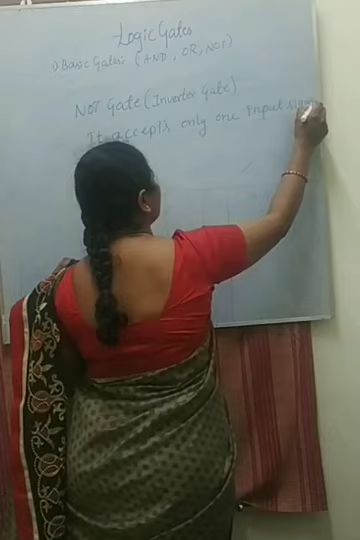 Logic Gates
1) Basic Gates: (AND, OR, NOT)
NOT Gate (Inverter Gate)
It accepts only one input